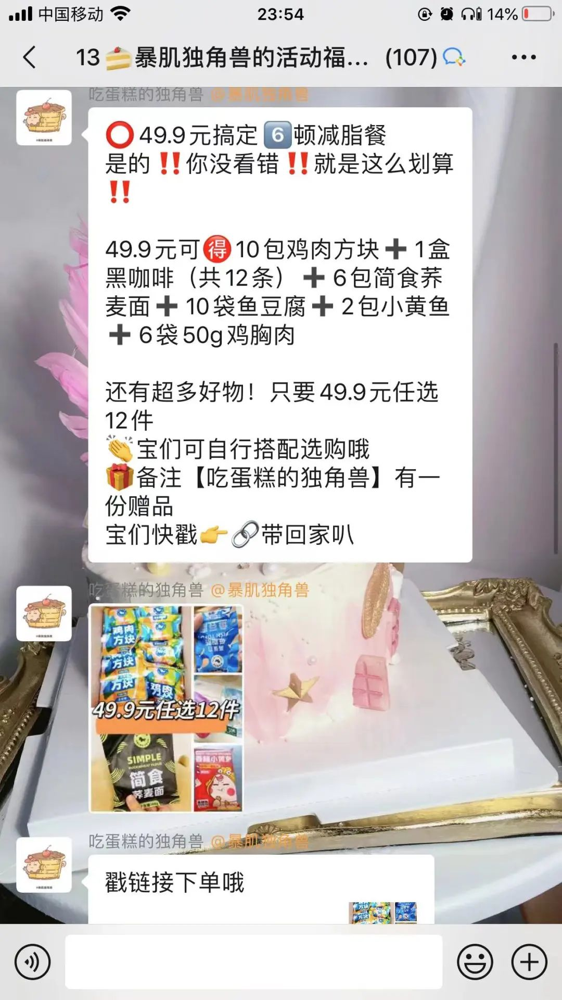 中国移动
23:54
14%
13🍰暴肌独角兽的活动福... (107)
吃蛋糕的独角兽 @暴肌独角兽
⭕49.9元搞定6️⃣顿减脂餐
是的‼️你没看错‼️就是这么划算
‼️
49.9元可🉐10包鸡肉方块➕1盒
黑咖啡（共12条）➕6包简食荞
麦面➕10袋鱼豆腐➕2包小黄鱼
➕6袋50g鸡胸肉
还有超多好物！只要49.9元任选
12件
👏宝们可自行搭配选购哦
🎁备注【吃蛋糕的独角兽】有一
份赠品
宝们快戳👉🔗带回家叭
吃蛋糕的独角兽 @暴肌独角兽
鸡肉
方块
方块
方块
鸡肉
49.9元任选12件
SIMPLE
BUCKWHEAT FLOUR
简食
荞麦面
香酥小黄鱼
吃蛋糕的独角兽 @暴肌独角兽
戳链接下单哦
方块